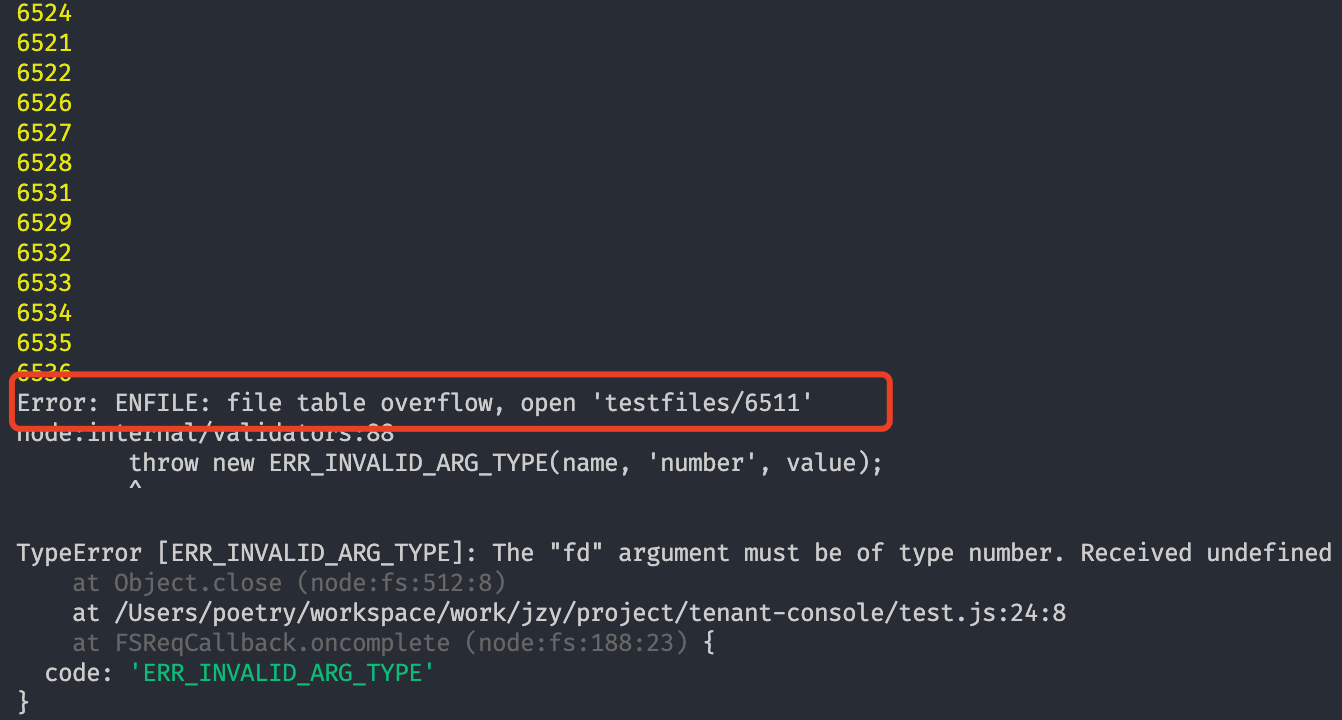 6524
6521
6522
6526
6527
6528
6531
6529
6532
6533
6534
6535
6536
Error: ENFILE: file table overflow, open 'testfiles/6511'
node:internal/validators:88
throw new ERR_INVALID_ARG_TYPE(name, 'number', value);
^
TypeError [ERR_INVALID_ARG_TYPE]: The "fd" argument must be of type number. Received undefined
at Object.close (node:fs:512:8)
at /Users/poetry/workspace/work/jzy/project/tenant-console/test.js:24:8
at FSReqCallback.oncomplete (node:fs:188:23) {
code: 'ERR_INVALID_ARG_TYPE'
}